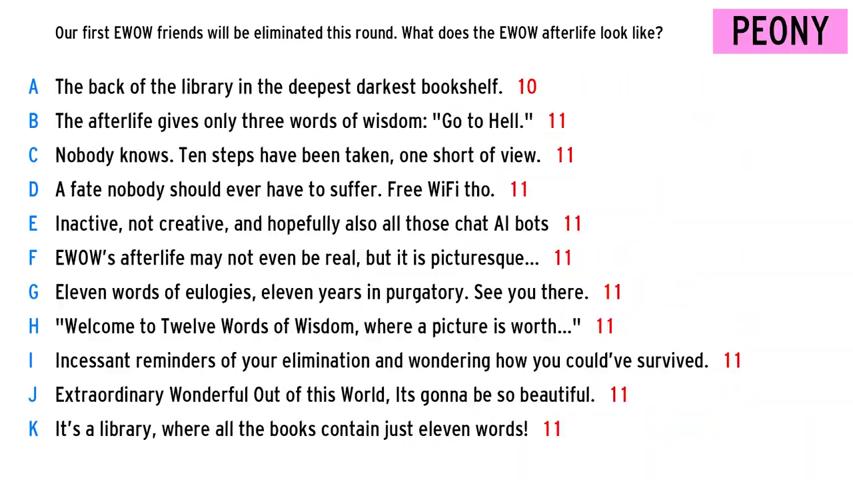 Our first EWOW friends will be eliminated this round. What does the EWOW afterlife look like?
PEONY
A The back of the library in the deepest darkest bookshelf. 10
B The afterlife gives only three words of wisdom: "Go to Hell." 11
C Nobody knows. Ten steps have been taken, one short of view. 11
D A fate nobody should ever have to suffer. Free WiFi tho. 11
E Inactive, not creative, and hopefully also all those chat AI bots 11
F EWOW's afterlife may not even be real, but it is picturesque... 11
G Eleven words of eulogies, eleven years in purgatory. See you there. 11
H "Welcome to Twelve Words of Wisdom, where a picture is worth..." 11
I Incessant reminders of your elimination and wondering how you could've survived. 11
J Extraordinary Wonderful Out of this World, Its gonna be so beautiful. 11
K It's a library, where all the books contain just eleven words! 11